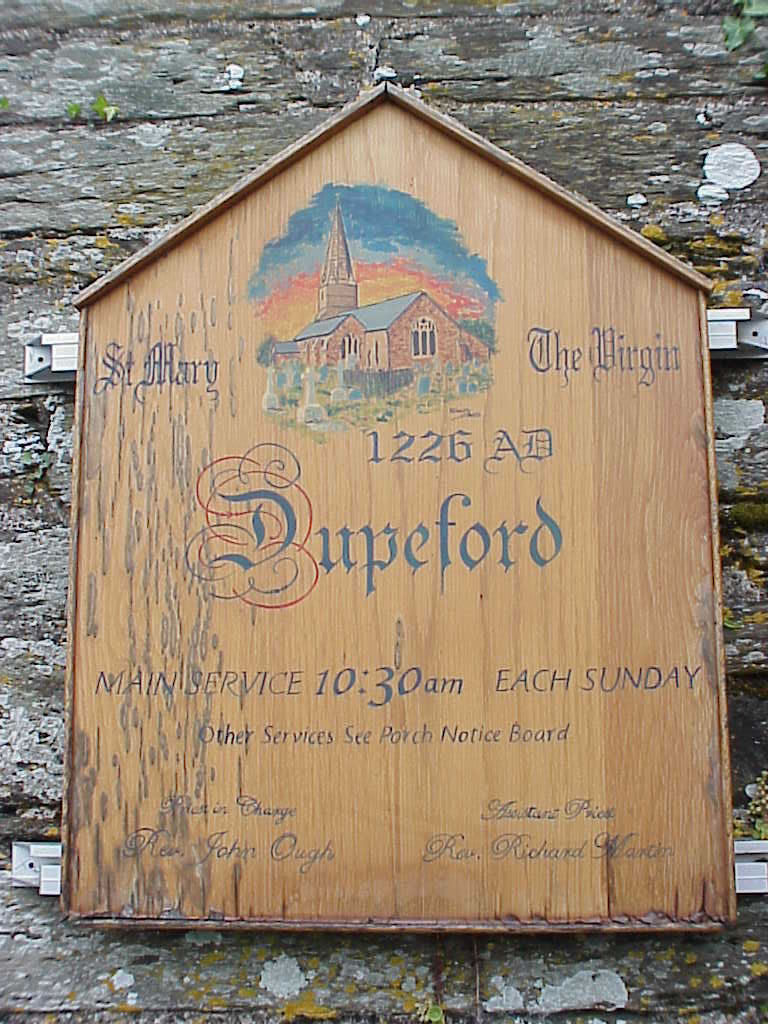 St Mary The Virgin
1226 AD
Dupeford
MAIN SERVICE 10:30am EACH SUNDAY
Other Services See Porch Notice Board
Priest in Charge Assistant Priest
Rev. John Ough Rev. Richard Martin